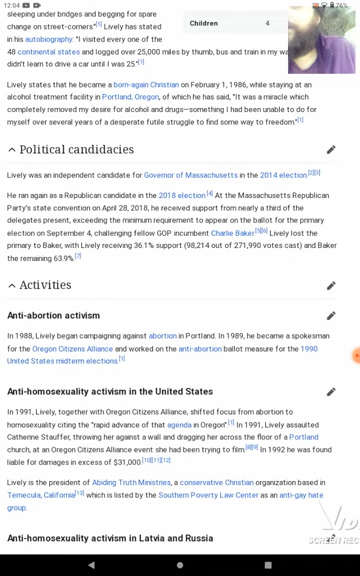 12:04
26%
sleeping under bridges and begging for spare
change on street-corners."[1] Lively has stated
in his autobiography: "I visited every one of the
48 continental states and logged over 25,000 miles by thumb, bus and train in my wa
didn't learn to drive a car until I was 25."[1]
Children 4
Lively states that he became a born-again Christian on February 1, 1986, while staying at an
alcohol treatment facility in Portland, Oregon, of which he has said, "It was a miracle which
completely removed my desire for alcohol and drugs—something I had been unable to do for
myself over several years of a desperate futile struggle to find some way to freedom."[1]
Political candidacies
Lively was an independent candidate for Governor of Massachusetts in the 2014 election.[2][3]
He ran again as a Republican candidate in the 2018 election.[4] At the Massachusetts Republican
Party's state convention on April 28, 2018, he received support from nearly a third of the
delegates present, exceeding the minimum requirement to appear on the ballot for the primary
election on September 4, challenging fellow GOP incumbent Charlie Baker.[5][6] Lively lost the
primary to Baker, with Lively receiving 36.1% support (98,214 out of 271,990 votes cast) and Baker
the remaining 63.9%.[7]
Activities
Anti-abortion activism
In 1988, Lively began campaigning against abortion in Portland. In 1989, he became a spokesman
for the Oregon Citizens Alliance and worked on the anti-abortion ballot measure for the 1990
United States midterm elections.[1]
Anti-homosexuality activism in the United States
In 1991, Lively, together with Oregon Citizens Alliance, shifted focus from abortion to
homosexuality citing the "rapid advance of that agenda in Oregon".[1] In 1991, Lively assaulted
Catherine Stauffer, throwing her against a wall and dragging her across the floor of a Portland
church, at an Oregon Citizens Alliance event she had been trying to film.[8][9] In 1992 he was found
liable for damages in excess of $31,000.[10][11][12]
Lively is the president of Abiding Truth Ministries, a conservative Christian organization based in
Temecula, California[13] which is listed by the Southern Poverty Law Center as an anti-gay hate
group.
Anti-homosexuality activism in Latvia and Russia
SCREEN REC